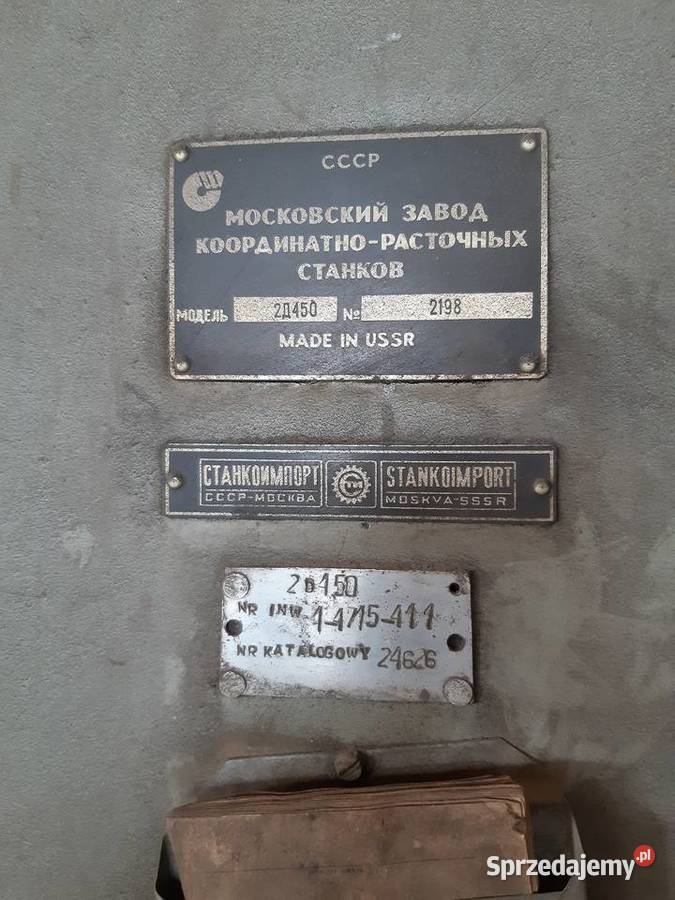 СССР
МОСКОВСКИЙ ЗАВОД
КООРДИНАТНО-РАСТОЧНЫХ
СТАНКОВ
МОДЕЛЬ 2Д450 № 2198
MADE IN USSR
СТАНКОИМПОРТ STANKOIMPORT
СССР-МОСКВА MOSKVA-SSSR
2D450
NR INW. 1-4715-411
NR KATALOGOWY 24626
Sprzedajemy.pl